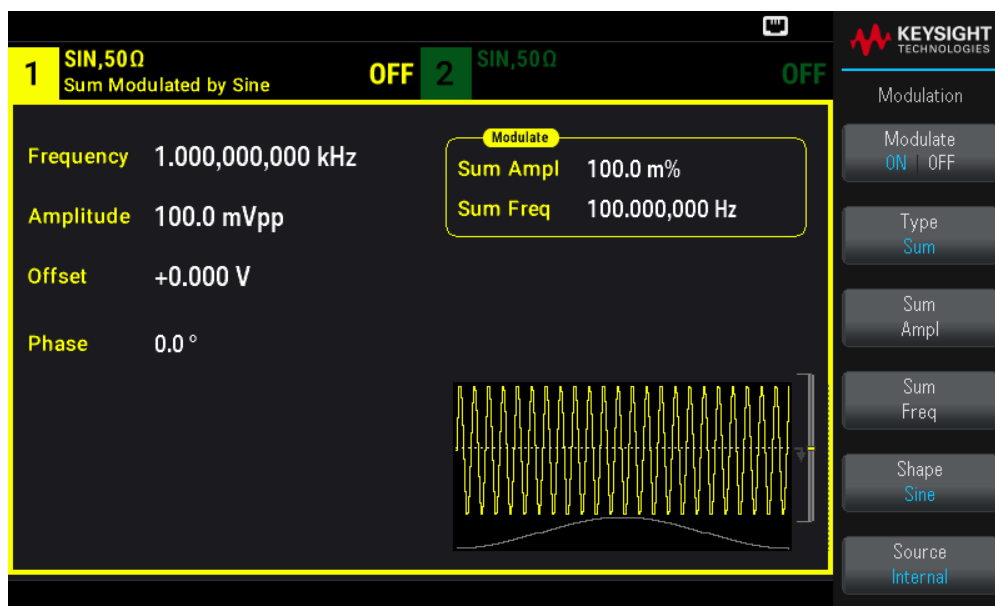 KEYSIGHT
TECHNOLOGIES
1 SIN,50Ω OFF
Sum Modulated by Sine
2 SIN,50Ω OFF
Frequency 1.000,000,000 kHz
Amplitude 100.0 mVpp
Offset +0.000 V
Phase 0.0 °
Modulate
Sum Ampl 100.0 m%
Sum Freq 100.000,000 Hz
Modulation
Modulate
ON | OFF
Type
Sum
Sum
Ampl
Sum
Freq
Shape
Sine
Source
Internal